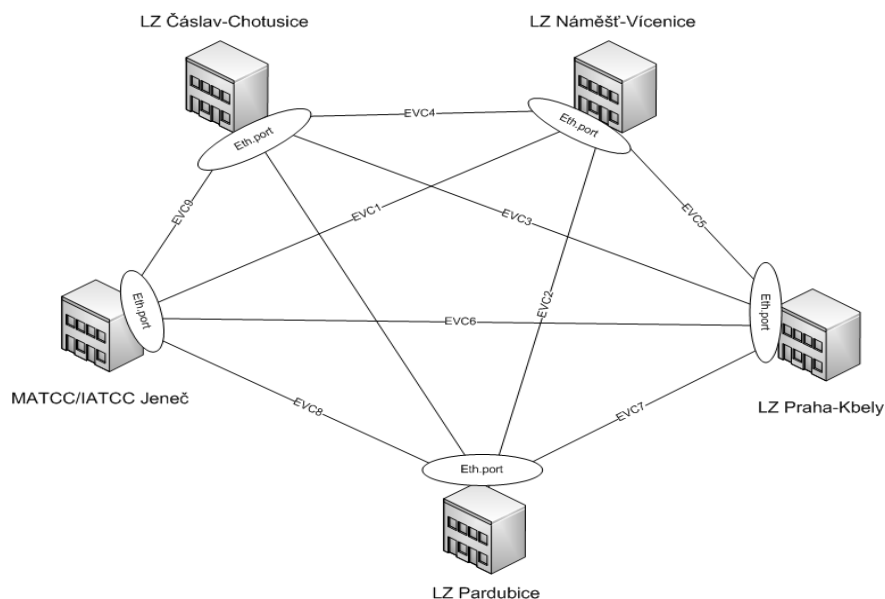 LZ Čáslav-Chotusice
LZ Náměšť-Vícenice
EVC4
Eth.port
Eth.port
EVC9
EVC1
EVC3
EVC5
Eth.port
EVC2
Eth.port
EVC6
MATCC/IATCC Jeneč
LZ Praha-Kbely
EVC8
EVC7
Eth.port
LZ Pardubice